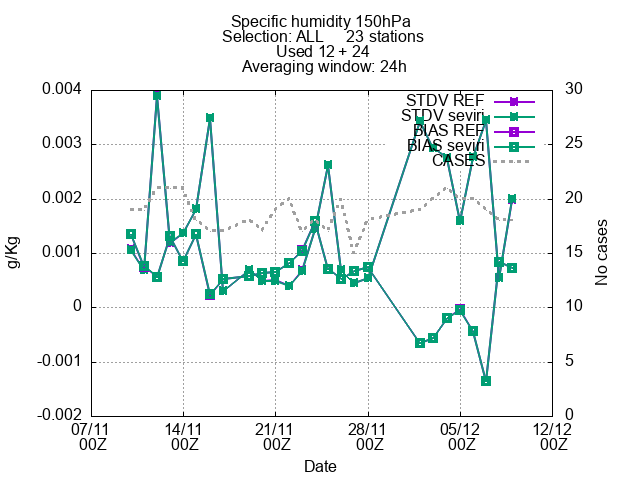 Specific humidity 150hPa
Selection: ALL 23 stations
Used 12 + 24
Averaging window: 24h
0.004
0.003
0.002
0.001
0
-0.001
-0.002
g/Kg
30
25
20
15
10
5
0
No cases
STDV REF
STDV seviri
BIAS REF
BIAS seviri
CASES
07/11 00Z
14/11 00Z
21/11 00Z
28/11 00Z
05/12 00Z
12/12 00Z
Date